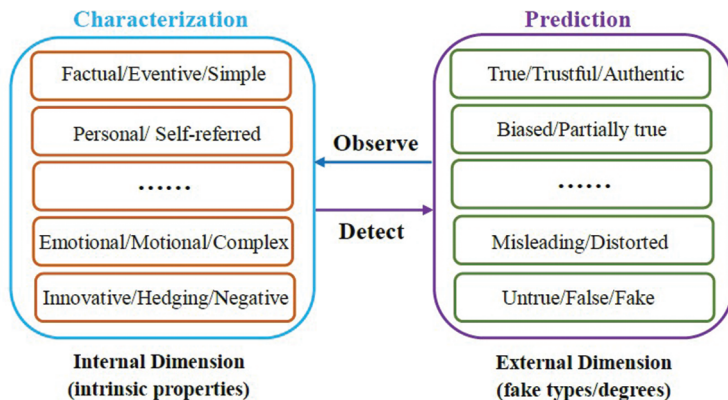 Characterization
Factual/Eventive/Simple
Personal/ Self-referred
......
Emotional/Motional/Complex
Innovative/Hedging/Negative
Internal Dimension
(intrinsic properties)
Observe
Detect
Prediction
True/Trustful/Authentic
Biased/Partially true
......
Misleading/Distorted
Untrue/False/Fake
External Dimension
(fake types/degrees)